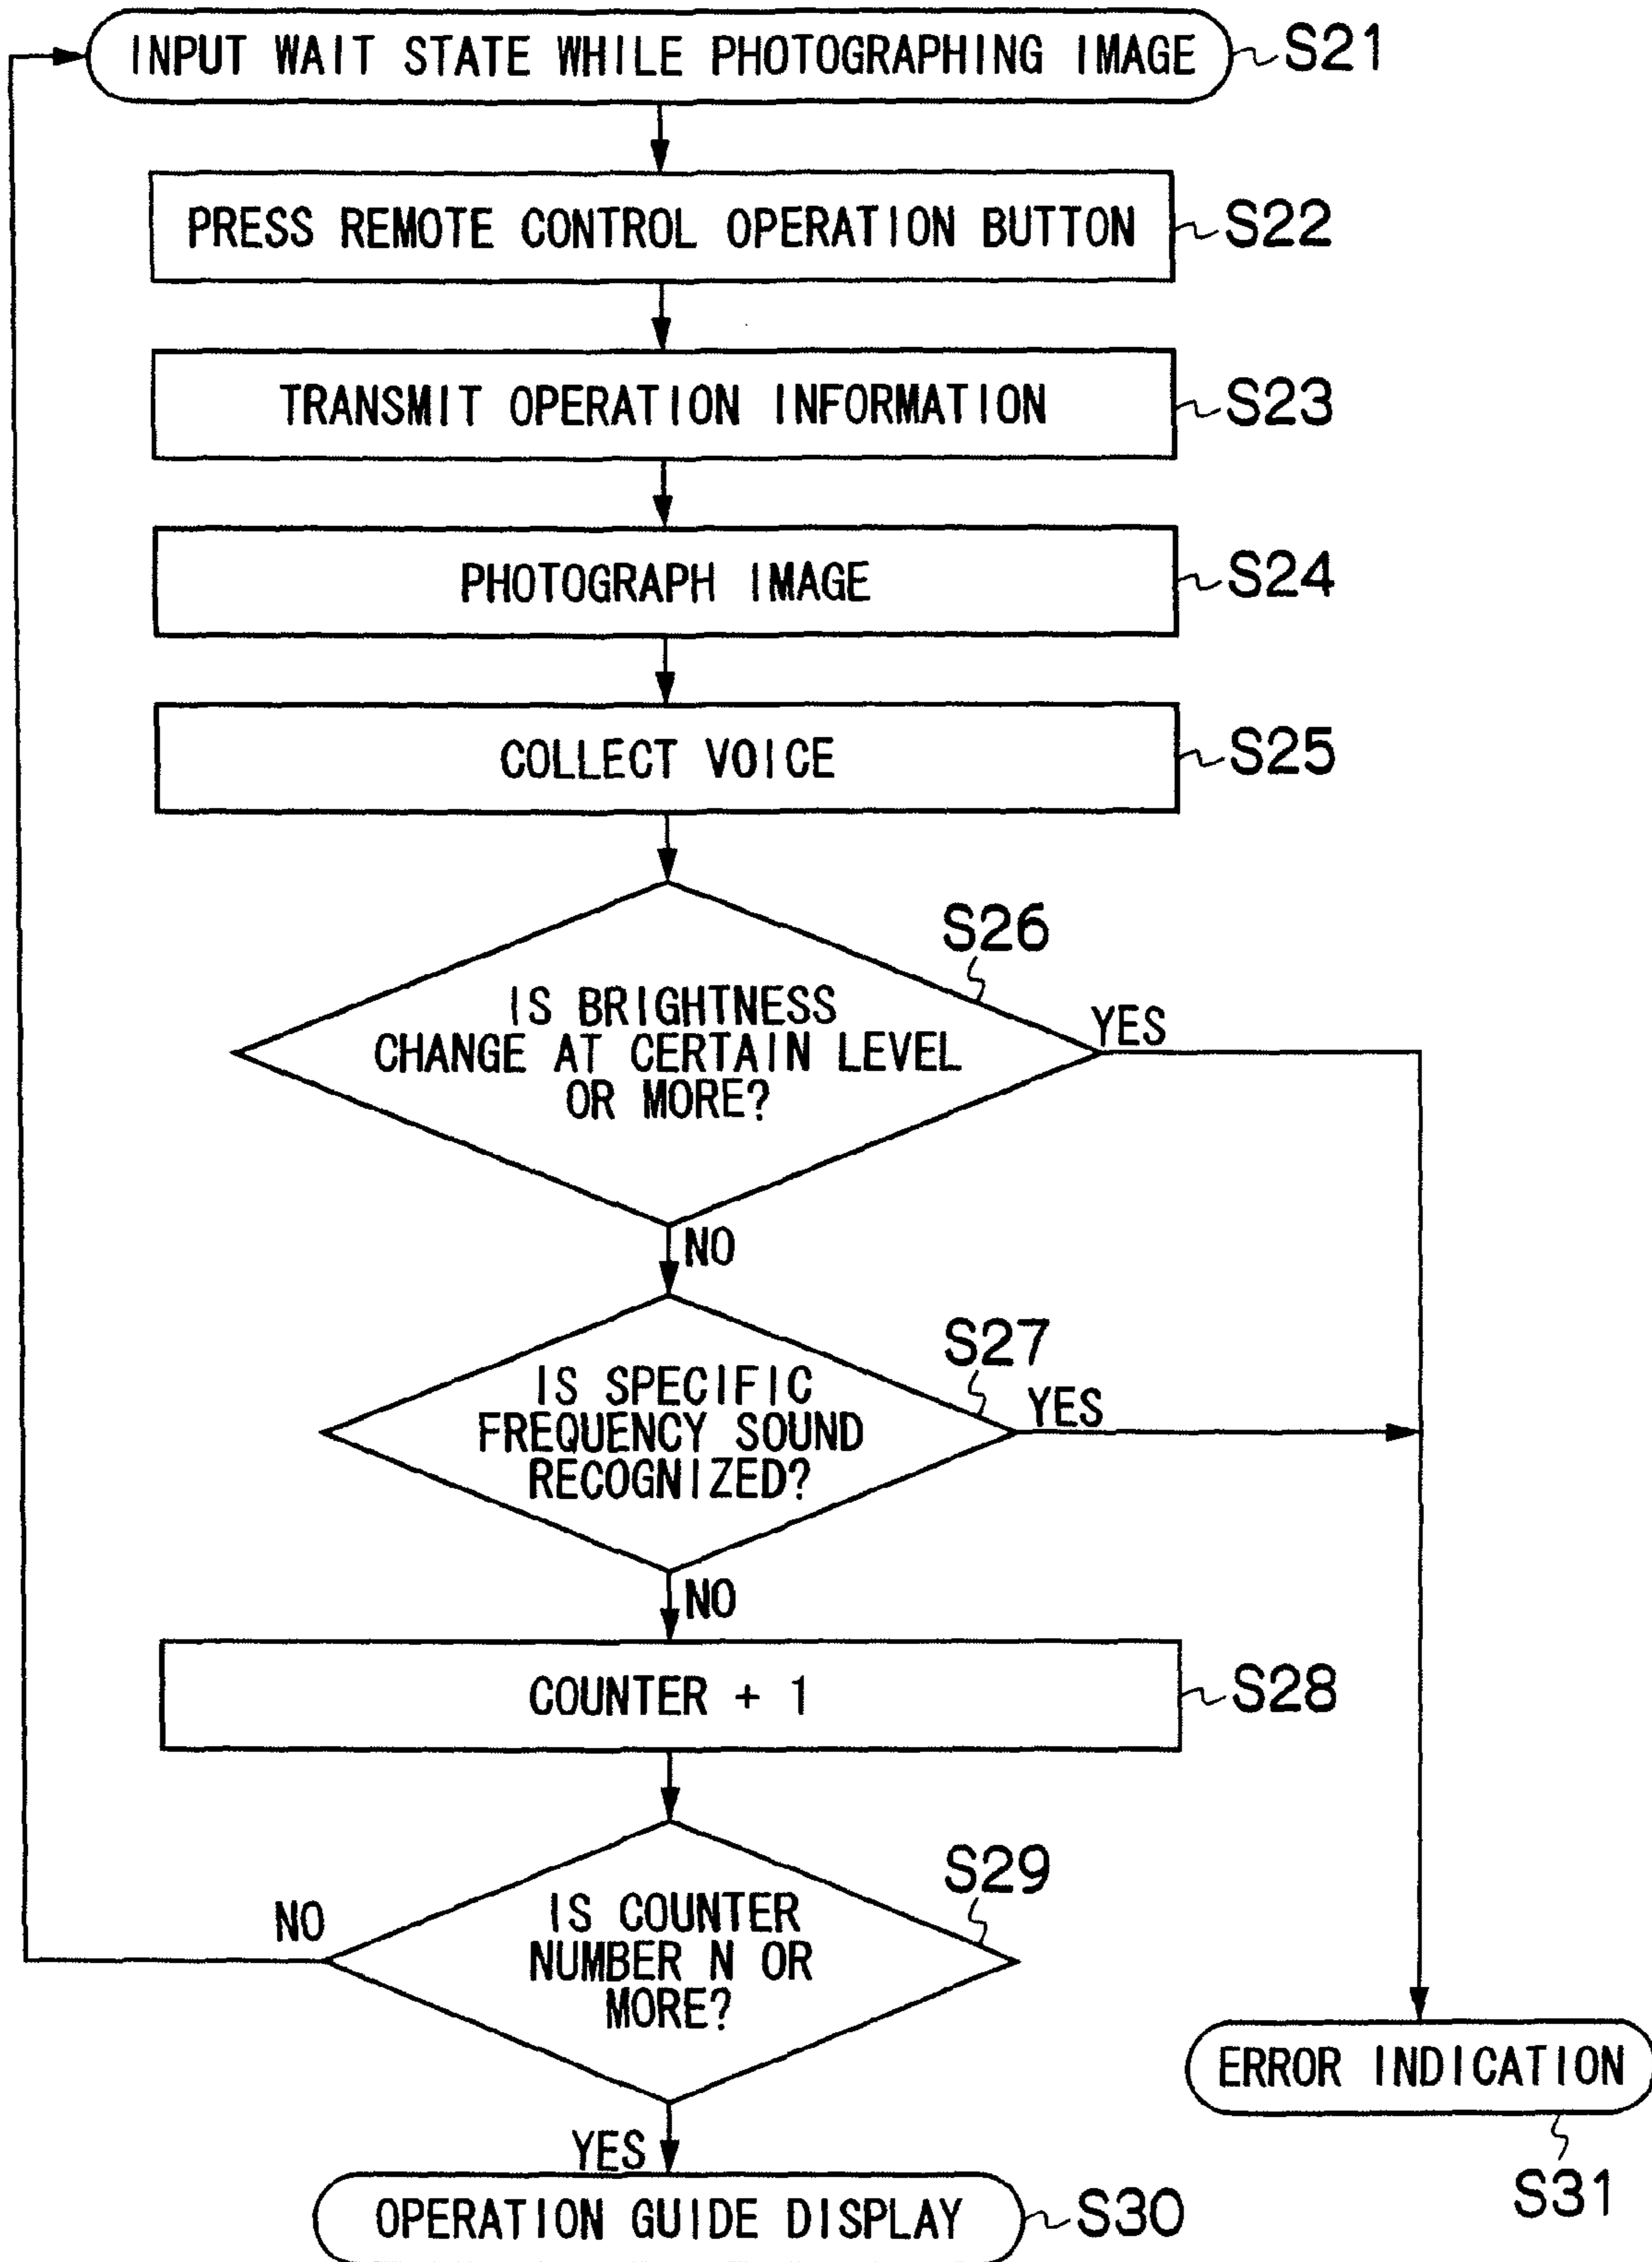 INPUT WAIT STATE WHILE PHOTOGRAPHING IMAGE
S21
PRESS REMOTE CONTROL OPERATION BUTTON
S22
TRANSMIT OPERATION INFORMATION
S23
PHOTOGRAPH IMAGE
S24
COLLECT VOICE
S25
S26
IS BRIGHTNESS
CHANGE AT CERTAIN LEVEL
OR MORE?
YES
NO
S27
IS SPECIFIC
FREQUENCY SOUND
RECOGNIZED?
YES
NO
COUNTER + 1
S28
S29
IS COUNTER
NUMBER N OR
MORE?
NO
YES
ERROR INDICATION
S31
OPERATION GUIDE DISPLAY
S30